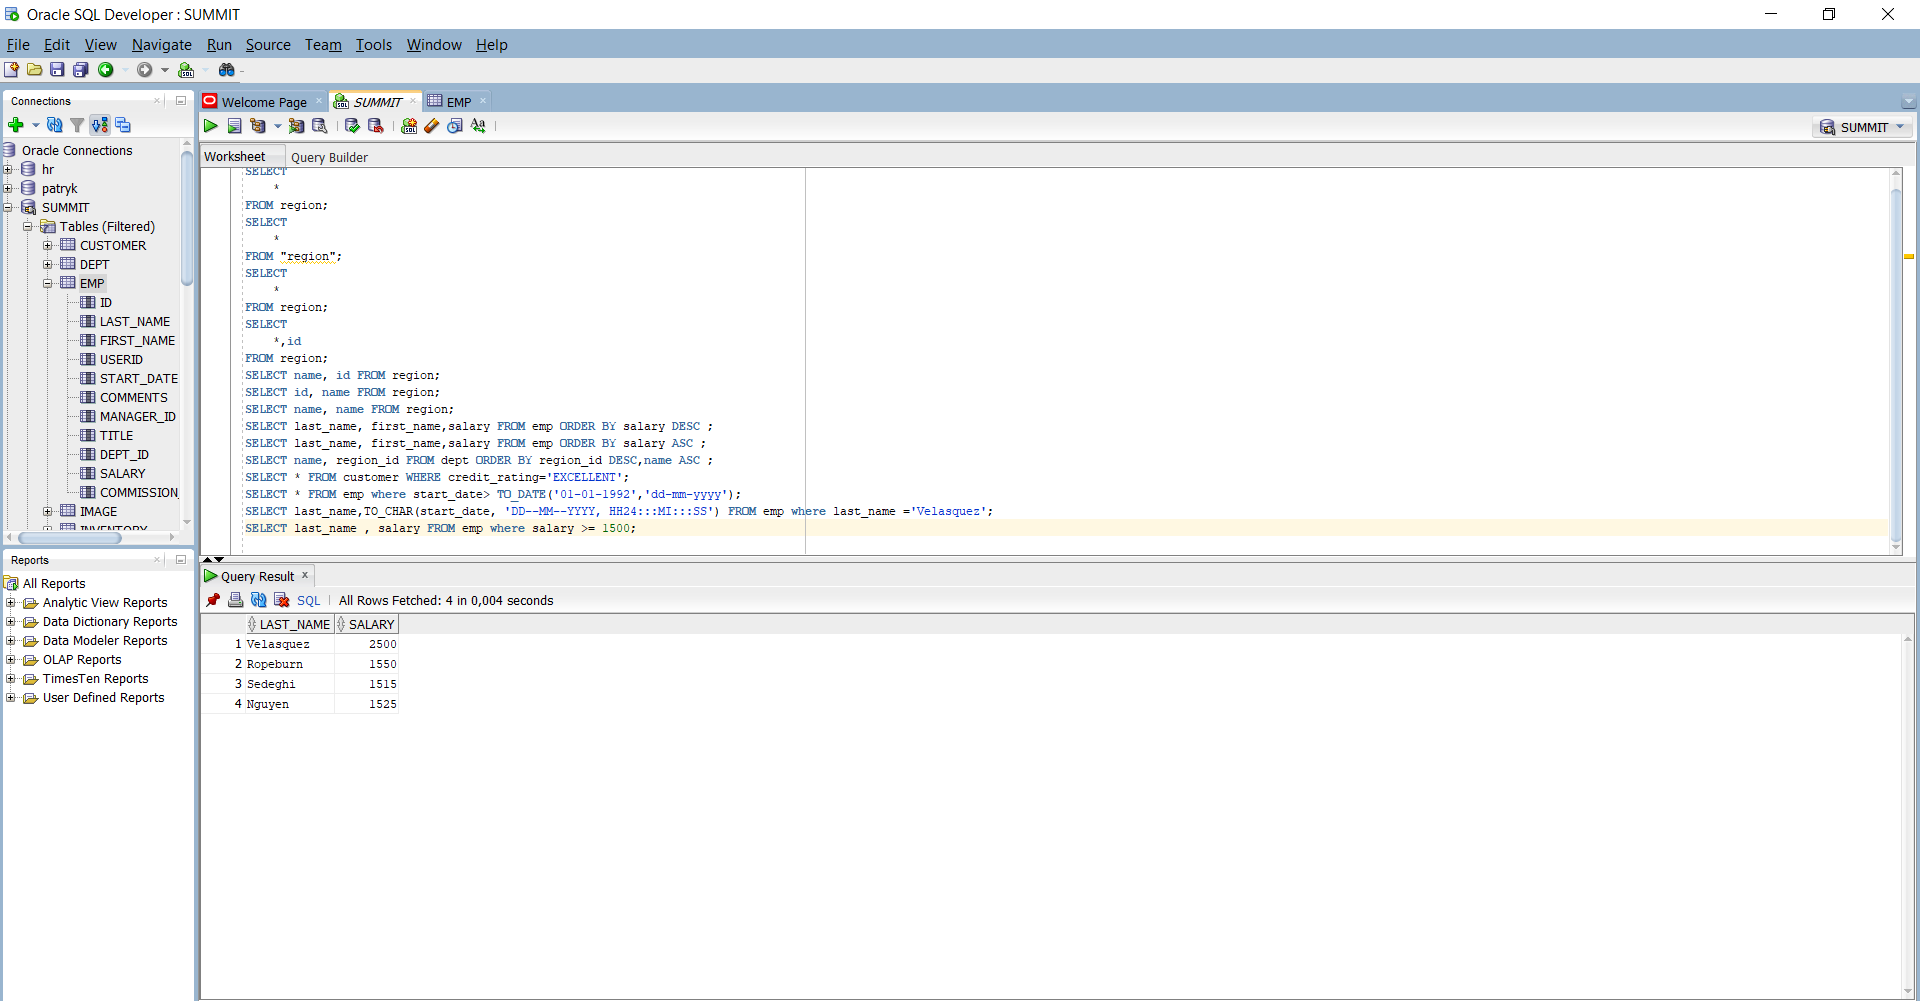 Oracle SQL Developer : SUMMIT
File Edit View Navigate Run Source Team Tools Window Help
Connections
Welcome Page
SUMMIT
EMP
SUMMIT
Oracle Connections
hr
patryk
SUMMIT
Tables (Filtered)
CUSTOMER
DEPT
EMP
ID
LAST_NAME
FIRST_NAME
USERID
START_DATE
COMMENTS
MANAGER_ID
TITLE
DEPT_ID
SALARY
COMMISSION_
IMAGE
INVENTORY
Worksheet Query Builder
SELECT
*
FROM region;
SELECT
*
FROM "region";
SELECT
*
FROM region;
SELECT
*,id
FROM region;
SELECT name, id FROM region;
SELECT id, name FROM region;
SELECT name, name FROM region;
SELECT last_name, first_name,salary FROM emp ORDER BY salary DESC ;
SELECT last_name, first_name,salary FROM emp ORDER BY salary ASC ;
SELECT name, region_id FROM dept ORDER BY region_id DESC,name ASC ;
SELECT * FROM customer WHERE credit_rating='EXCELLENT';
SELECT * FROM emp where start_date> TO_DATE('01-01-1992','dd-mm-yyyy');
SELECT last_name,TO_CHAR(start_date, 'DD--MM--YYYY, HH24:::MI:::SS') FROM emp where last_name ='Velasquez';
SELECT last_name , salary FROM emp where salary >= 1500;
Reports
All Reports
Analytic View Reports
Data Dictionary Reports
Data Modeler Reports
OLAP Reports
TimesTen Reports
User Defined Reports
Query Result
SQL | All Rows Fetched: 4 in 0,004 seconds
LAST_NAME SALARY
1 Velasquez 2500
2 Ropeburn 1550
3 Sedeghi 1515
4 Nguyen 1525